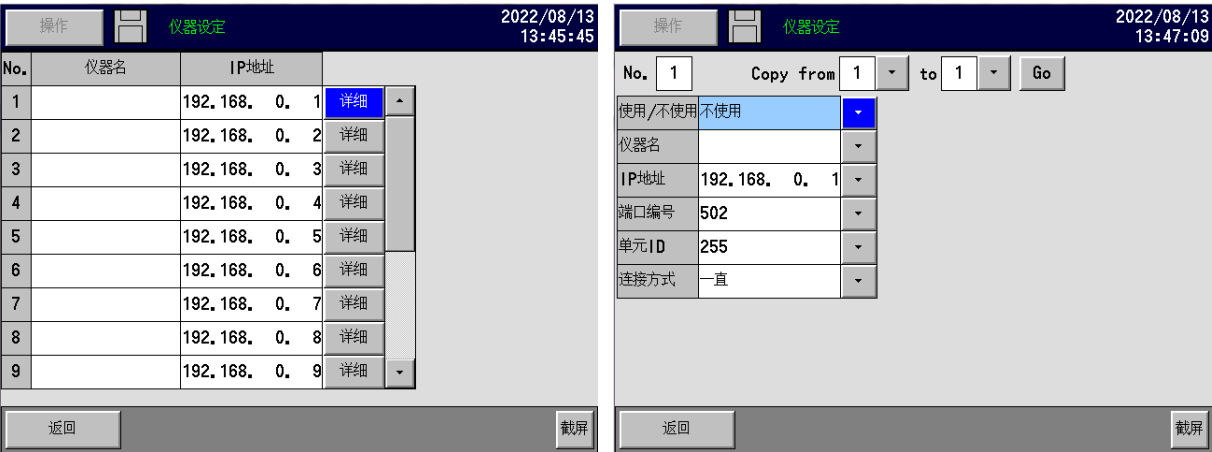 操作 仪器设定 2022/08/13
13:45:45
No. 仪器名 IP地址
1 192.168. 0. 1 详细
2 192.168. 0. 2 详细
3 192.168. 0. 3 详细
4 192.168. 0. 4 详细
5 192.168. 0. 5 详细
6 192.168. 0. 6 详细
7 192.168. 0. 7 详细
8 192.168. 0. 8 详细
9 192.168. 0. 9 详细
返回 截屏
操作 仪器设定 2022/08/13
13:47:09
No. 1 Copy from 1 to 1 Go
使用/不使用 不使用
仪器名
IP地址 192.168. 0. 1
端口编号 502
单元ID 255
连接方式 一直
返回 截屏